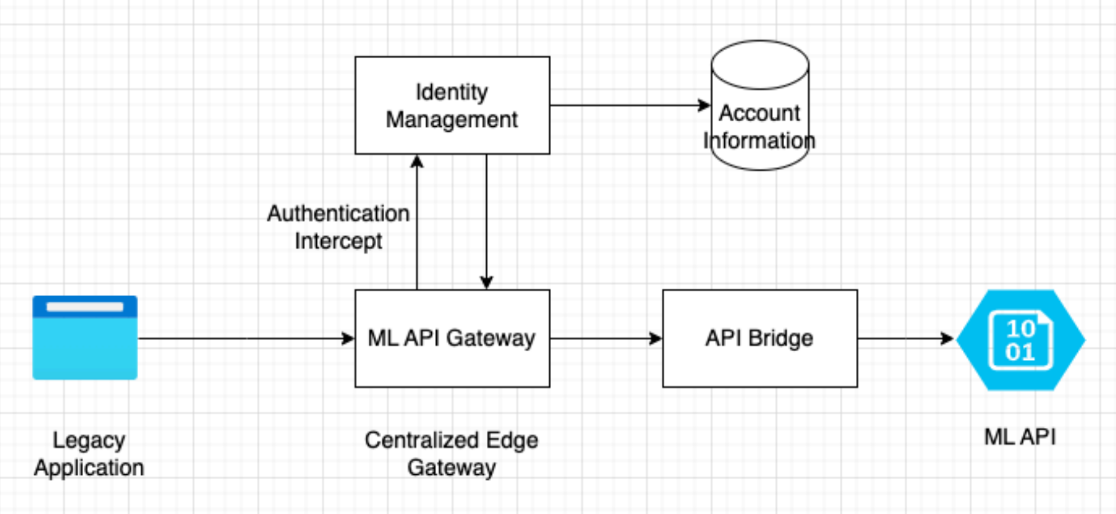 Identity
Management
Account
Information
Authentication
Intercept
ML API Gateway
API Bridge
10
01
Legacy
Application
Centralized Edge
Gateway
ML API